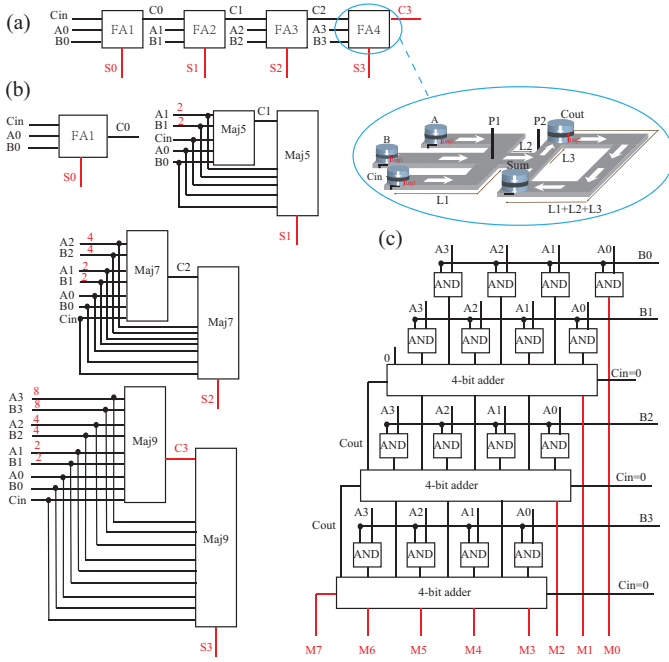 (a)
Cin
A0
B0
FA1
C0
A1
B1
FA2
C1
A2
B2
FA3
C2
A3
B3
FA4
C3
S0
S1
S2
S3
(b)
Cin
A0
B0
FA1
C0
S0
A1 2
B1 2
Cin
A0
B0
Maj5
C1
Maj5
S1
A
B
Cin
P1
P2
Cout
L2
L3
Sum
L1
L1+L2+L3
A2 4
B2 4
A1 2
B1 2
A0
B0
Cin
Maj7
C2
Maj7
S2
A3 8
B3 8
A2 4
B2 4
A1 2
B1 2
A0
B0
Cin
Maj9
C3
Maj9
S3
(c)
A3 A2 A1 A0
B0
AND AND AND AND
A3 A2 A1 A0
B1
AND AND AND AND
0
4-bit adder
Cin=0
A3 A2 A1 A0
B2
Cout
AND AND AND AND
4-bit adder
Cin=0
Cout
A3 A2 A1 A0
B3
AND AND AND AND
4-bit adder
Cin=0
M7 M6 M5 M4 M3 M2 M1 M0